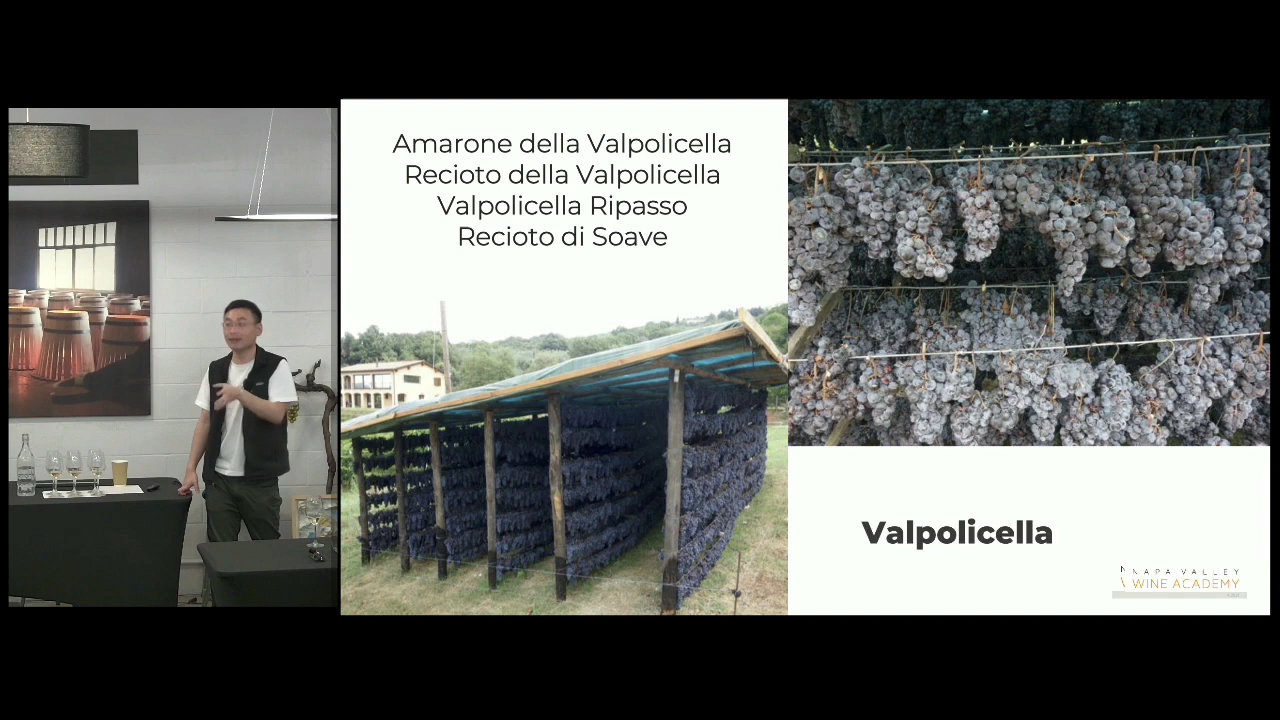 Amarone della Valpolicella
Recioto della Valpolicella
Valpolicella Ripasso
Recioto di Soave
Valpolicella
NAPA VALLEY
WINE ACADEMY